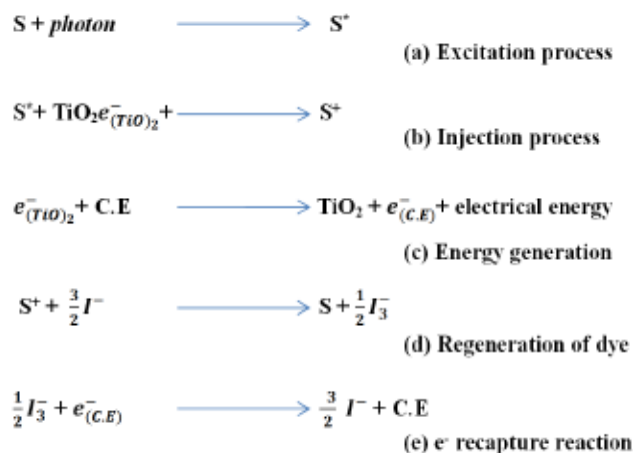 S + photon → S*
(a) Excitation process
S* + TiO₂e⁻₍TiO₎₂ + → S⁺
(b) Injection process
e⁻₍TiO₎₂ + C.E → TiO₂ + e⁻(C.E) + electrical energy
(c) Energy generation
S⁺ + 3/2 I⁻ → S + 1/2 I₃⁻
(d) Regeneration of dye
1/2 I₃⁻ + e⁻(C.E) → 3/2 I⁻ + C.E
(e) e⁻ recapture reaction